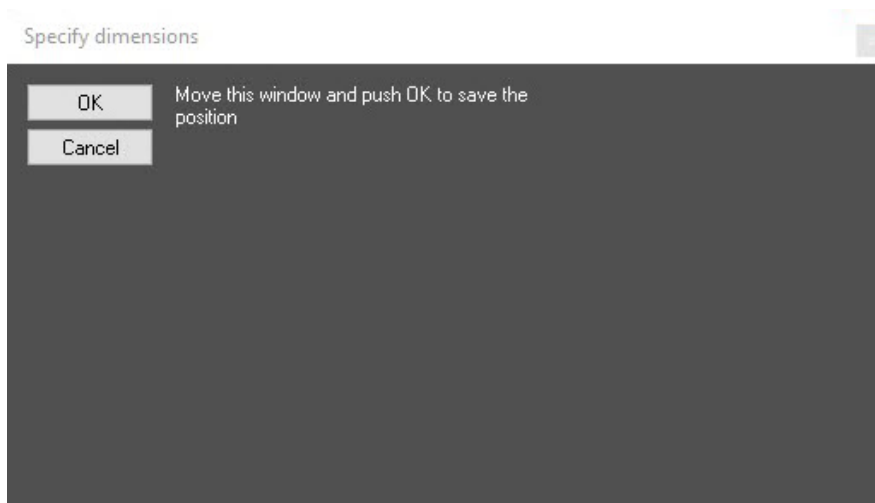 Specify dimensions
OK
Move this window and push OK to save the
position
Cancel